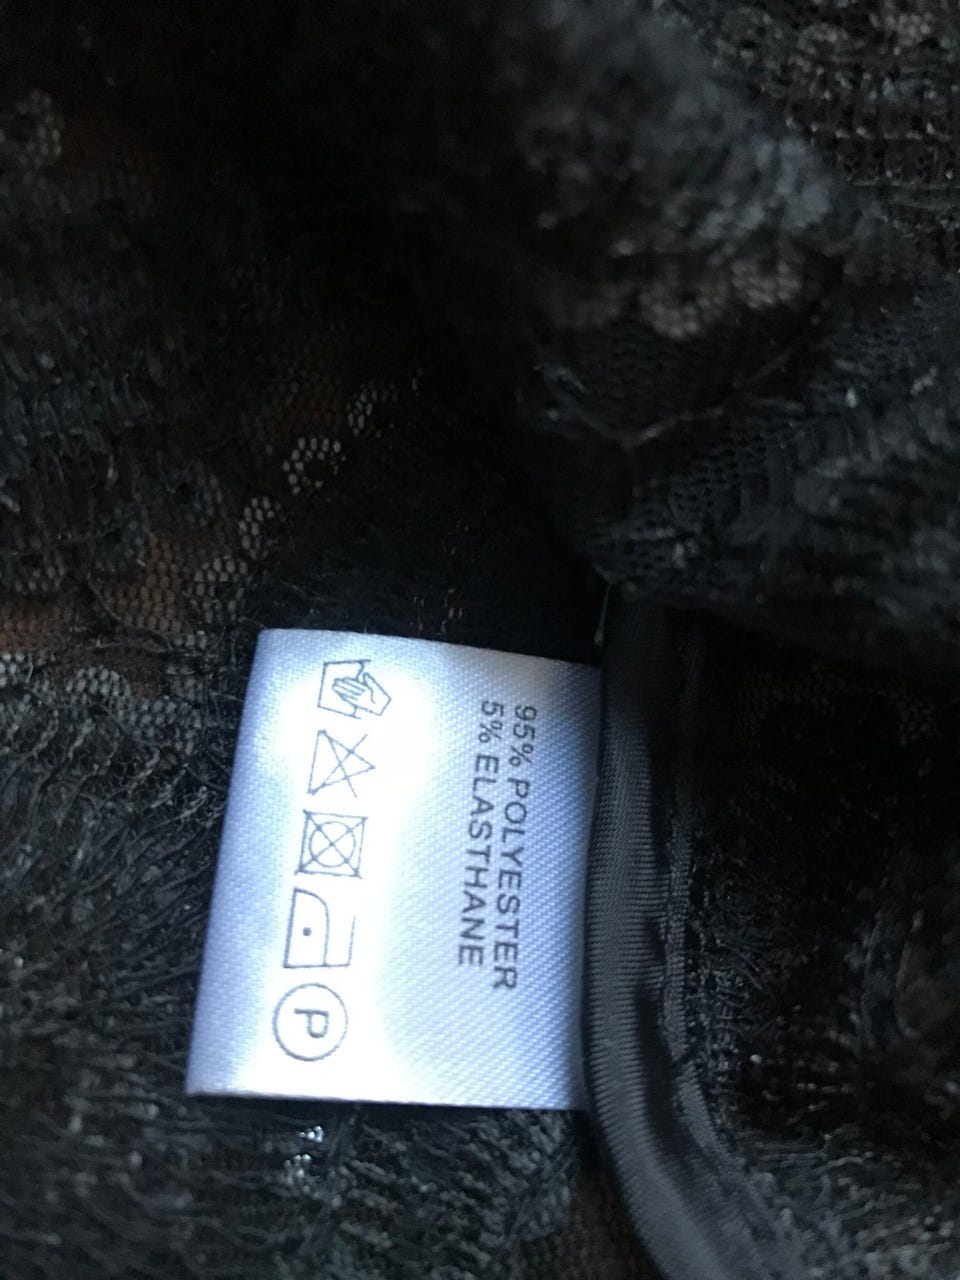 95% POLYESTER
5% ELASTHANE
P